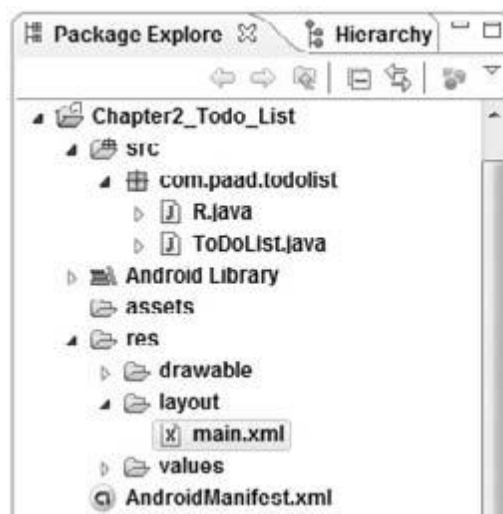 Package Explore Hierarchy
Chapter2_Todo_List
src
com.paad.todolist
R.java
ToDoList.java
Android Library
assets
res
drawable
layout
main.xml
values
AndroidManifest.xml